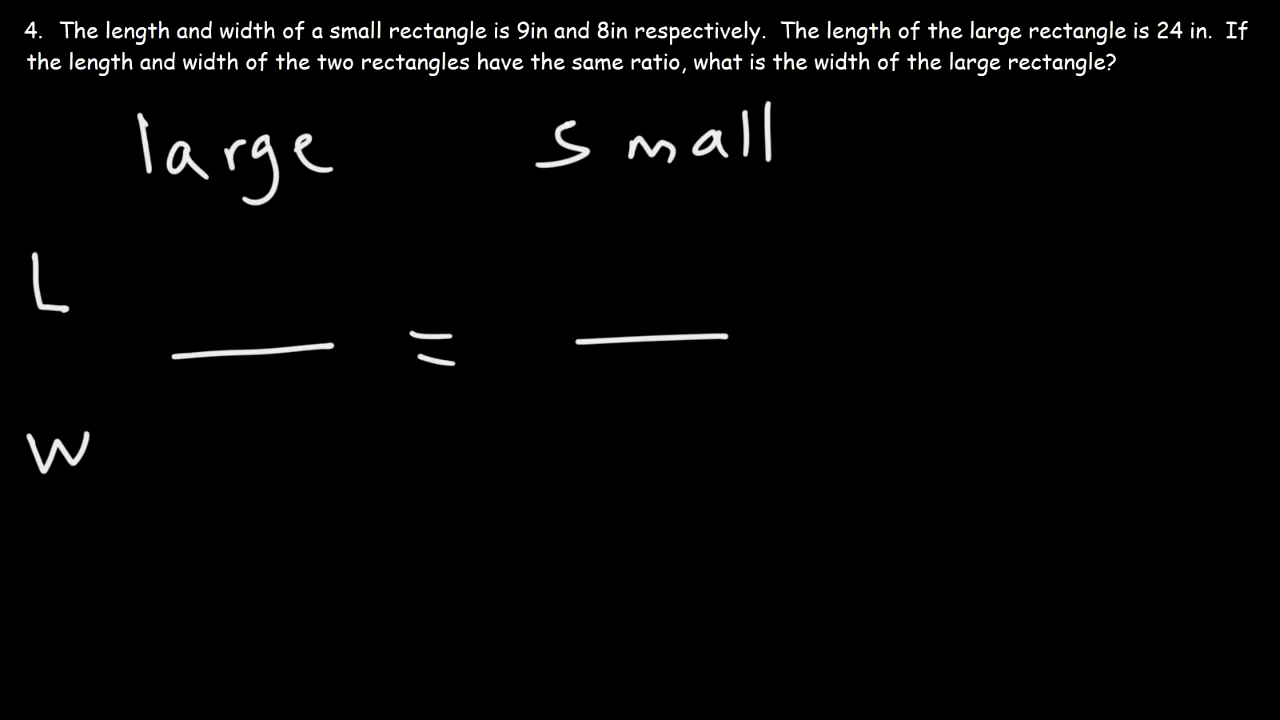 4. The length and width of a small rectangle is 9in and 8in respectively. The length of the large rectangle is 24 in. If
the length and width of the two rectangles have the same ratio, what is the width of the large rectangle?
large small
L
=
W